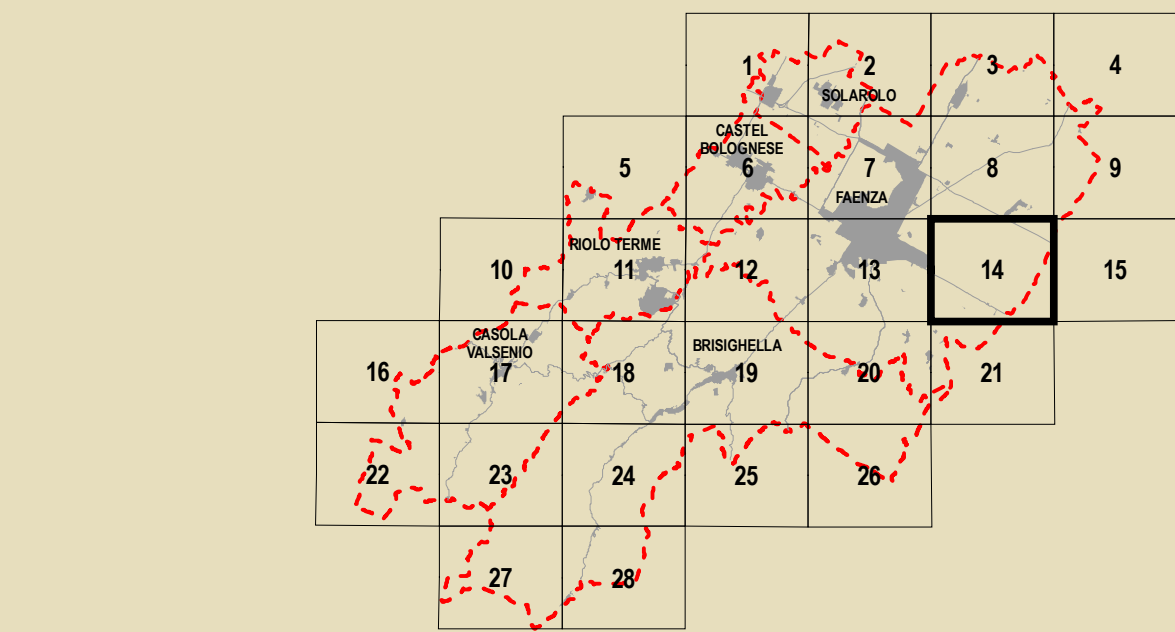 1 2 3 4
SOLAROLO
CASTEL
BOLOGNESE
5 6 7 8 9
FAENZA
RIOLO TERME
10 11 12 13 14 15
CASOLA
VALSENIO
BRISIGHELLA
16 17 18 19 20 21
22 23 24 25 26
27 28